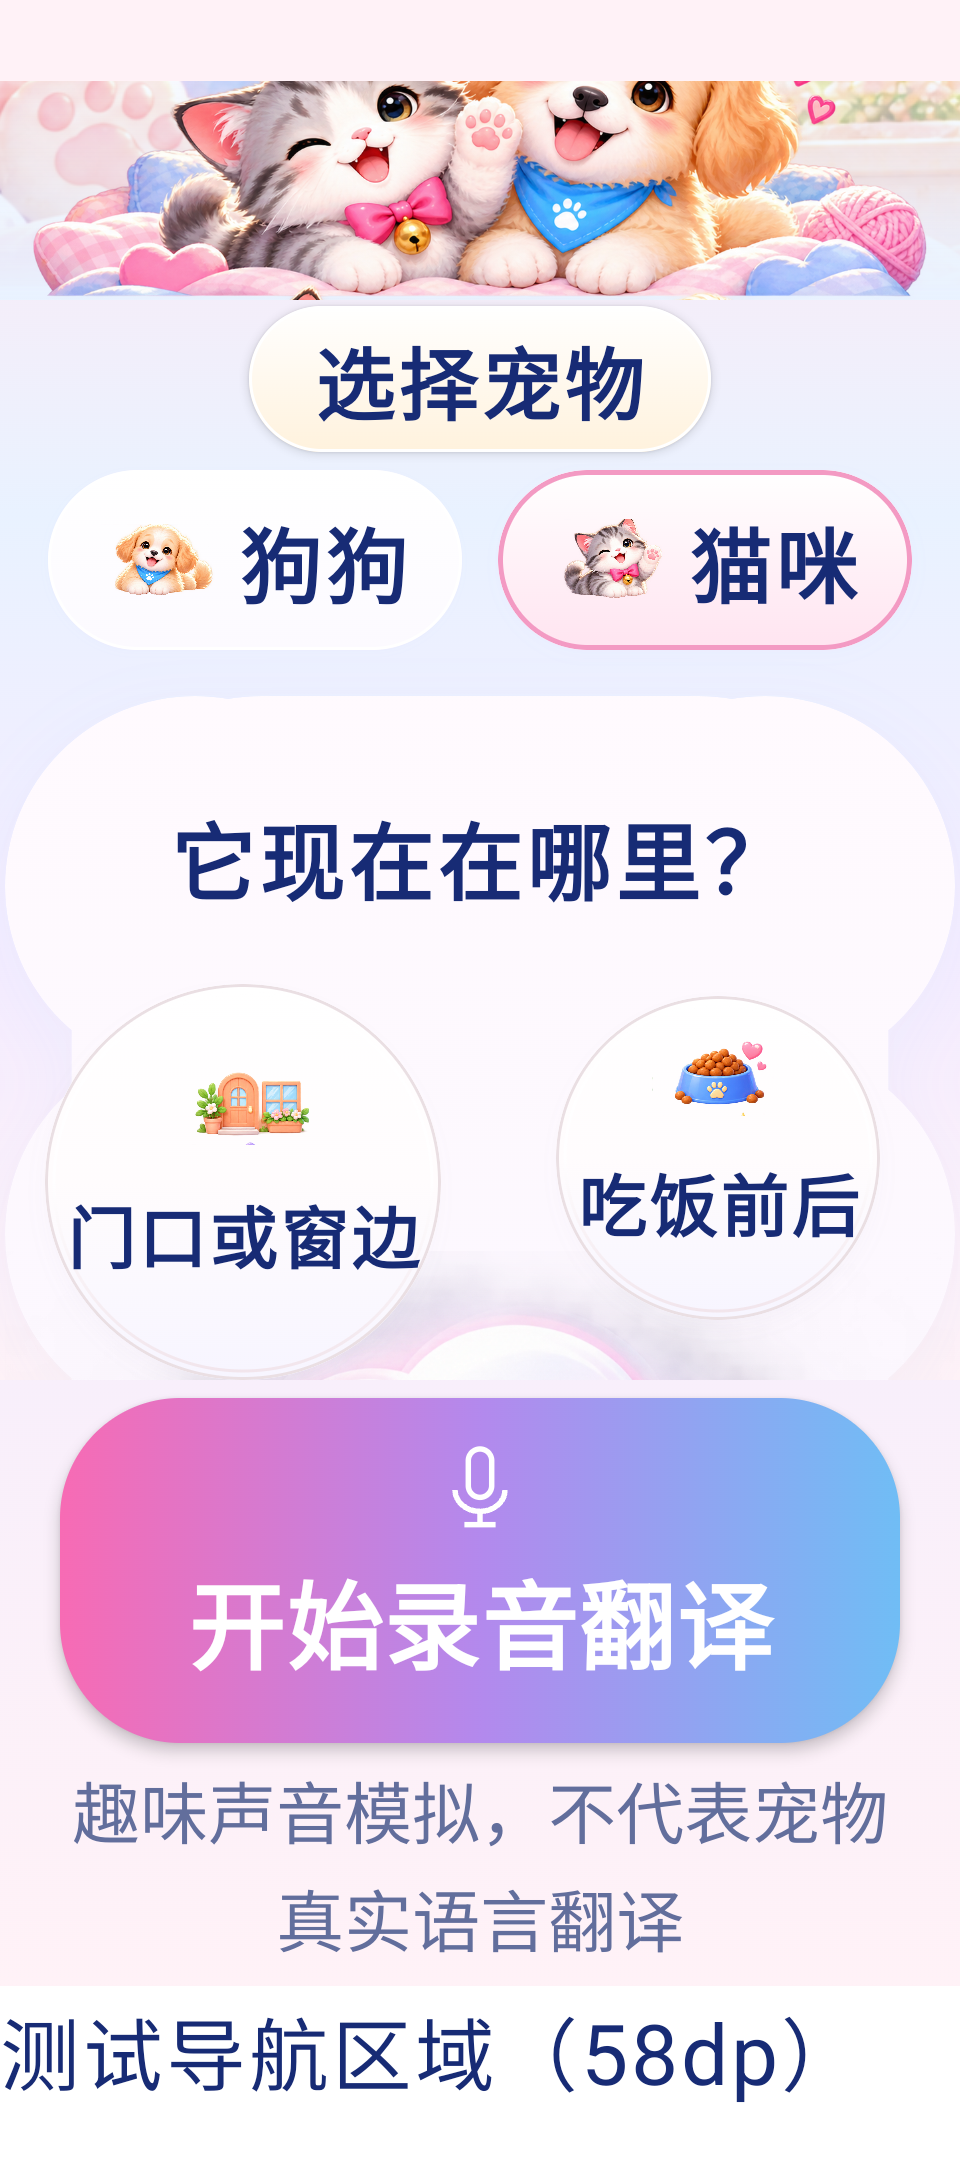 选择宠物
狗狗
猫咪
它现在在哪里？
门口或窗边
吃饭前后
开始录音翻译
趣味声音模拟，不代表宠物
真实语言翻译
测试导航区域（58dp）